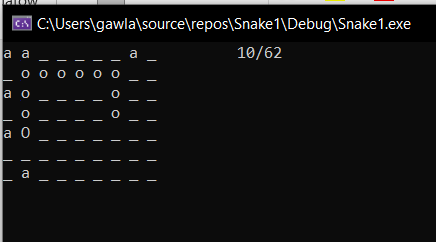 C:\Users\gawla\source\repos\Snake1\Debug\Snake1.exe
a a _ _ _ _ _ a _ 10/62
_ o o o o o o _ _
a o _ _ _ _ o _ _
_ o _ _ _ _ o _ _
a O _ _ _ _ _ _ _
_ _ _ _ _ _ _ _ _
_ a _ _ _ _ _ _ _